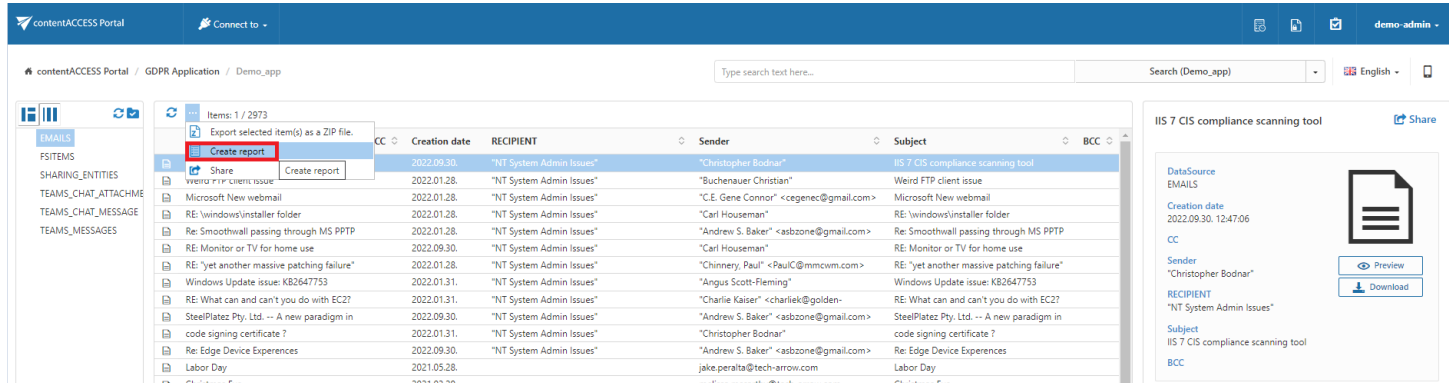 contentACCESS Portal Connect to demo-admin
contentACCESS Portal / GDPR Application / Demo_app Type search text here... Search (Demo_app) English
Items: 1 / 2973
EMAILS
FSITEMS
SHARING_ENTITIES
TEAMS_CHAT_ATTACHME
TEAMS_CHAT_MESSAGE
TEAMS_MESSAGES
Export selected item(s) as a ZIP file.
Create report
Share
Create report
CC Creation date RECIPIENT Sender Subject BCC
2022.09.30. "NT System Admin Issues" "Christopher Bodnar" IIS 7 CIS compliance scanning tool
Weird FTP client issue 2022.01.28. "NT System Admin Issues" "Buchenauer Christian" Weird FTP client issue
Microsoft New webmail 2022.01.28. "NT System Admin Issues" "C.E. Gene Connor" <cegenec@gmail.com> Microsoft New webmail
RE: \windows\installer folder 2022.01.28. "NT System Admin Issues" "Carl Houseman" RE: \windows\installer folder
Re: Smoothwall passing through MS PPTP 2022.01.28. "NT System Admin Issues" "Andrew S. Baker" <asbzone@gmail.com> Re: Smoothwall passing through MS PPTP
RE: Monitor or TV for home use 2022.09.30. "NT System Admin Issues" "Carl Houseman" RE: Monitor or TV for home use
RE: "yet another massive patching failure" 2022.01.28. "NT System Admin Issues" "Chinnery, Paul" <PaulC@mmcwm.com> RE: "yet another massive patching failure"
Windows Update issue: KB2647753 2022.01.31. "NT System Admin Issues" "Angus Scott-Fleming" Windows Update issue: KB2647753
RE: What can and can't you do with EC2? 2022.01.31. "NT System Admin Issues" "Charlie Kaiser" <charliek@golden- RE: What can and can't you do with EC2?
SteelPlatez Pty. Ltd. -- A new paradigm in 2022.09.30. "NT System Admin Issues" "Andrew S. Baker" <asbzone@gmail.com> SteelPlatez Pty. Ltd. -- A new paradigm in
code signing certificate ? 2022.01.31. "NT System Admin Issues" "Christopher Bodnar" code signing certificate ?
Re: Edge Device Experences 2022.09.30. "NT System Admin Issues" "Andrew S. Baker" <asbzone@gmail.com> Re: Edge Device Experences
Labor Day 2021.05.28. jake.peralta@tech-arrow.com Labor Day
IIS 7 CIS compliance scanning tool Share
DataSource
EMAILS
Creation date
2022.09.30. 12:47:06
CC
Sender
"Christopher Bodnar"
RECIPIENT
"NT System Admin Issues"
Subject
IIS 7 CIS compliance scanning tool
BCC
Preview
Download